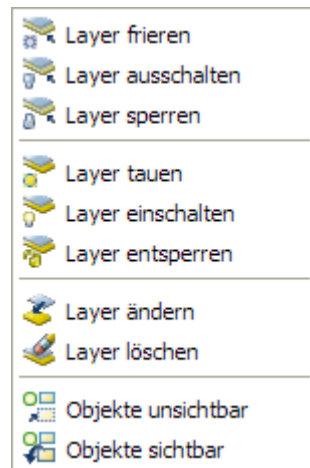 Layer frieren
Layer ausschalten
Layer sperren
Layer tauen
Layer einschalten
Layer entsperren
Layer ändern
Layer löschen
Objekte unsichtbar
Objekte sichtbar